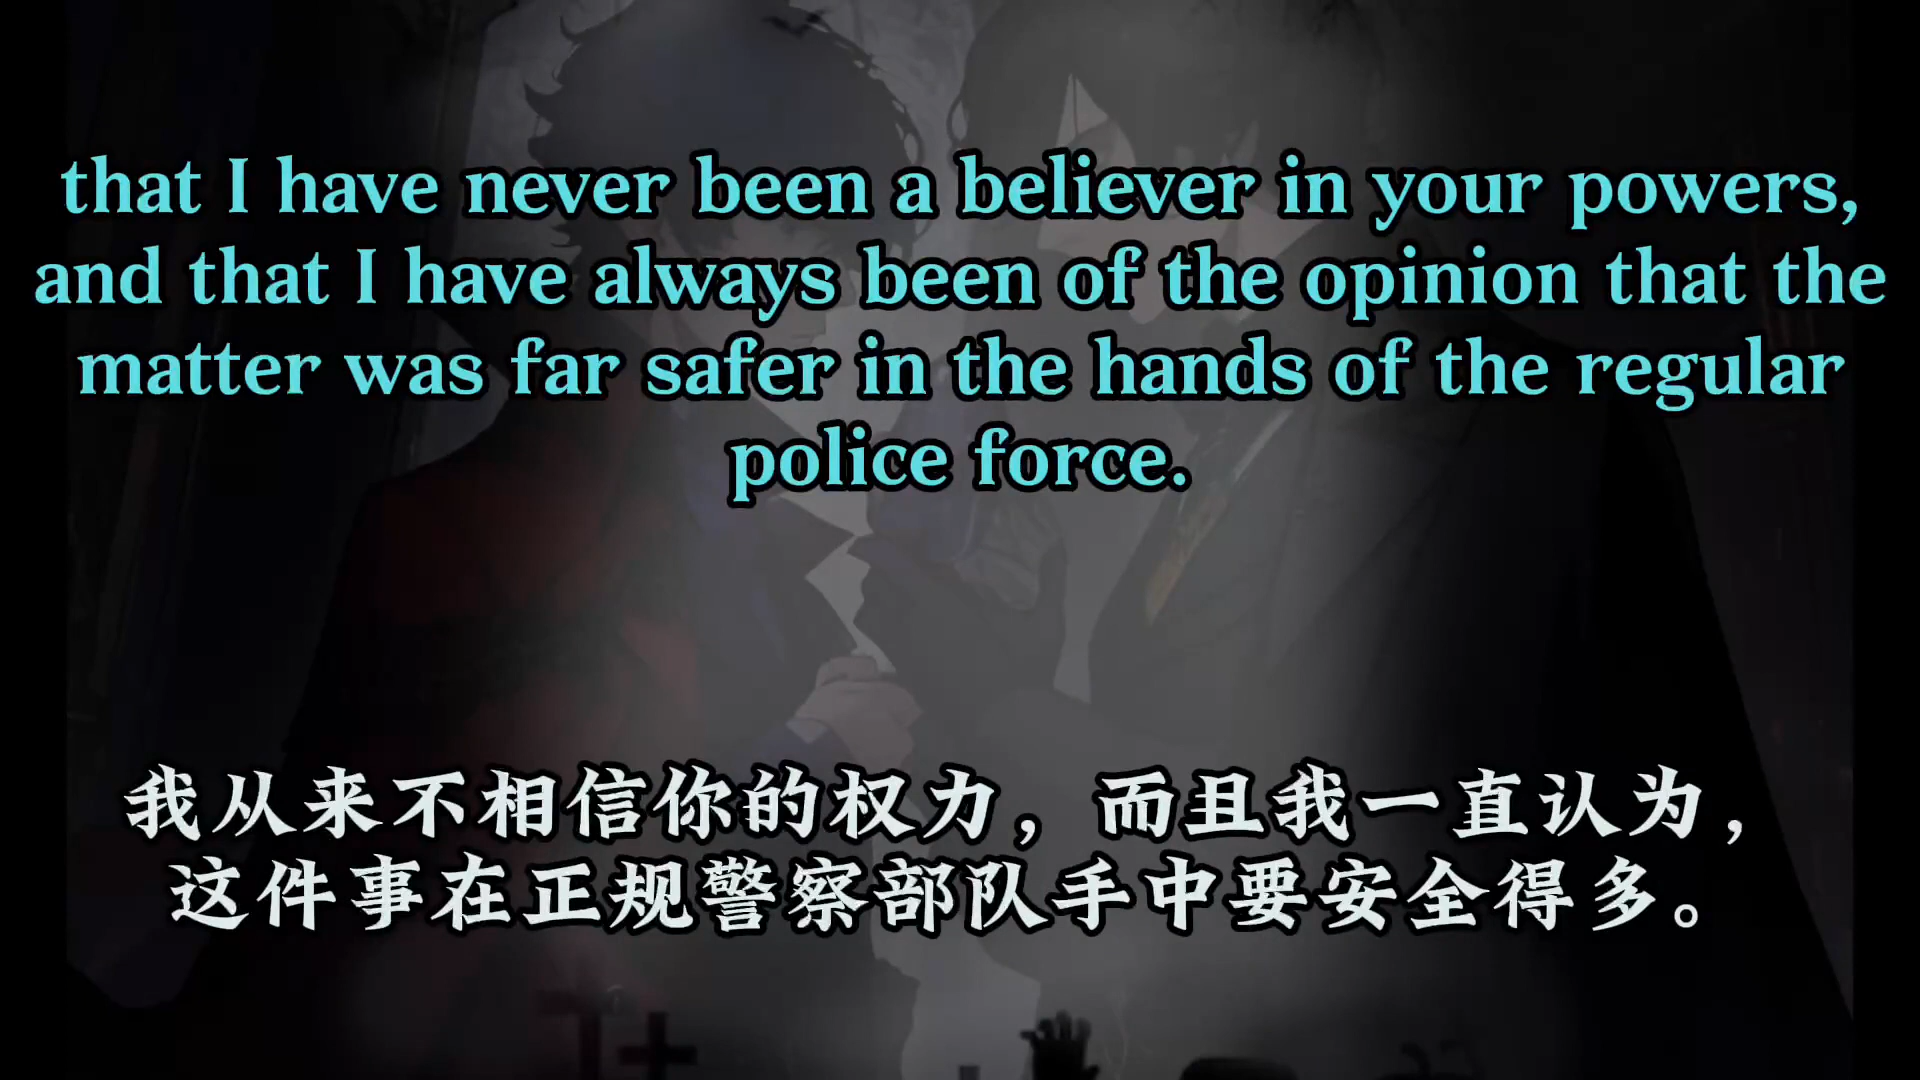 that I have never been a believer in your powers,
and that I have always been of the opinion that the
matter was far safer in the hands of the regular
police force.
我从来不相信你的权力，而且我一直认为，
这件事在正规警察部队手中要安全得多。